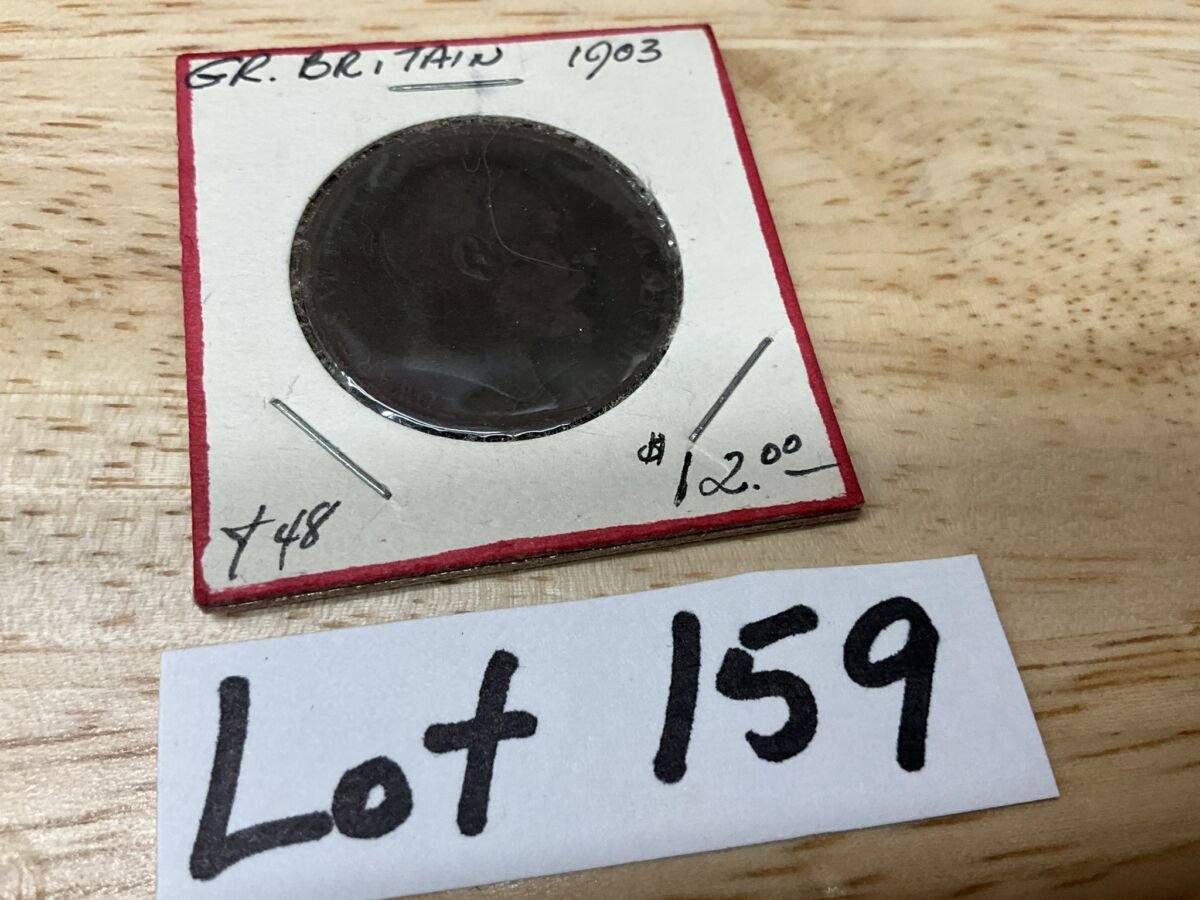 GR. BRITAIN 1903
+ 48
$12.00
Lot 159